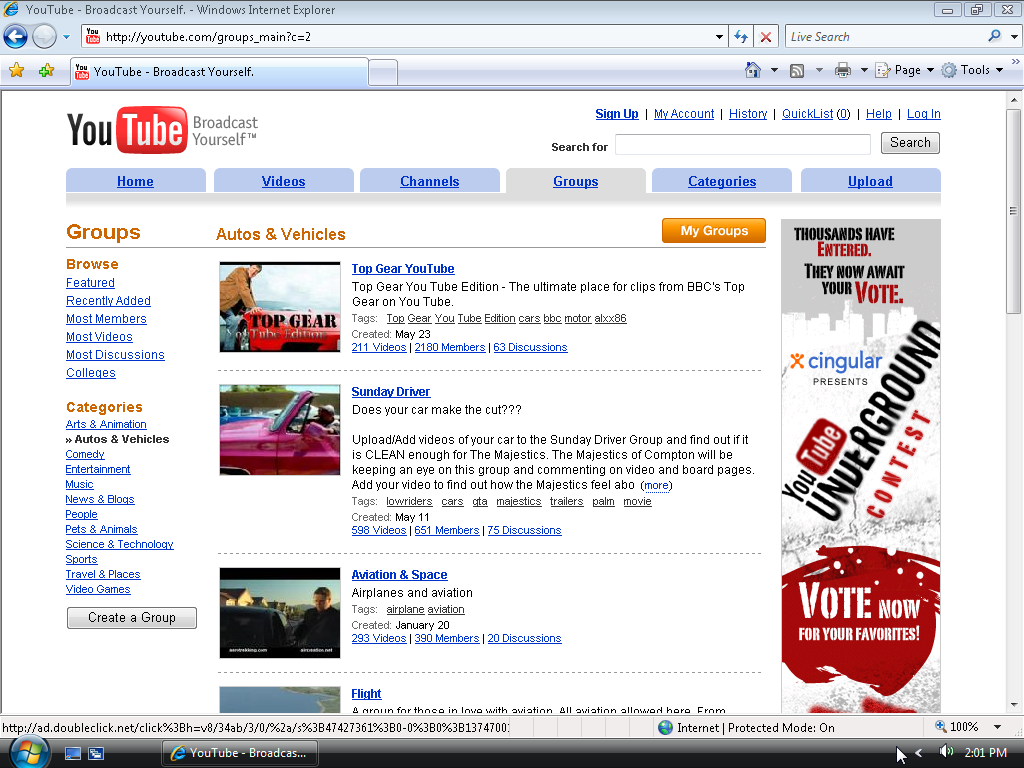 YouTube - Broadcast Yourself. - Windows Internet Explorer
http://youtube.com/groups_main?c=2
Live Search
YouTube - Broadcast Yourself.
Page
Tools
You Tube Broadcast Yourself™
Sign Up | My Account | History | QuickList (0) | Help | Log In
Search for
Search
Home
Videos
Channels
Groups
Categories
Upload
Groups
Browse
Featured
Recently Added
Most Members
Most Videos
Most Discussions
Colleges
Categories
Arts & Animation
» Autos & Vehicles
Comedy
Entertainment
Music
News & Blogs
People
Pets & Animals
Science & Technology
Sports
Travel & Places
Video Games
Create a Group
Autos & Vehicles
My Groups
TOP GEAR
YouTube Edition
Top Gear YouTube
Top Gear You Tube Edition - The ultimate place for clips from BBC's Top
Gear on You Tube.
Tags: Top Gear You Tube Edition cars bbc motor alxx86
Created: May 23
211 Videos | 2180 Members | 63 Discussions
Sunday Driver
Does your car make the cut???
Upload/Add videos of your car to the Sunday Driver Group and find out if it
is CLEAN enough for The Majestics. The Majestics of Compton will be
keeping an eye on this group and commenting on video and board pages.
Add your video to find out how the Majestics feel abo (more)
Tags: lowriders cars gta majestics trailers palm movie
Created: May 11
598 Videos | 651 Members | 75 Discussions
Aviation & Space
Airplanes and aviation
Tags: airplane aviation
Created: January 20
293 Videos | 390 Members | 20 Discussions
Flight
A group for those in love with aviation. All aviation allowed here. From
THOUSANDS HAVE
ENTERED.
THEY NOW AWAIT
YOUR VOTE.
cingular
PRESENTS
You Tube
UNDERGROUND
CONTEST
VOTE NOW
FOR YOUR FAVORITES!
http://ad.doubleclick.net/click%3Bh=v8/34ab/3/0/%2a/s%3B47427361%3B0-0%3B0%3B1374700
Internet | Protected Mode: On
100%
YouTube - Broadcas...
2:01 PM